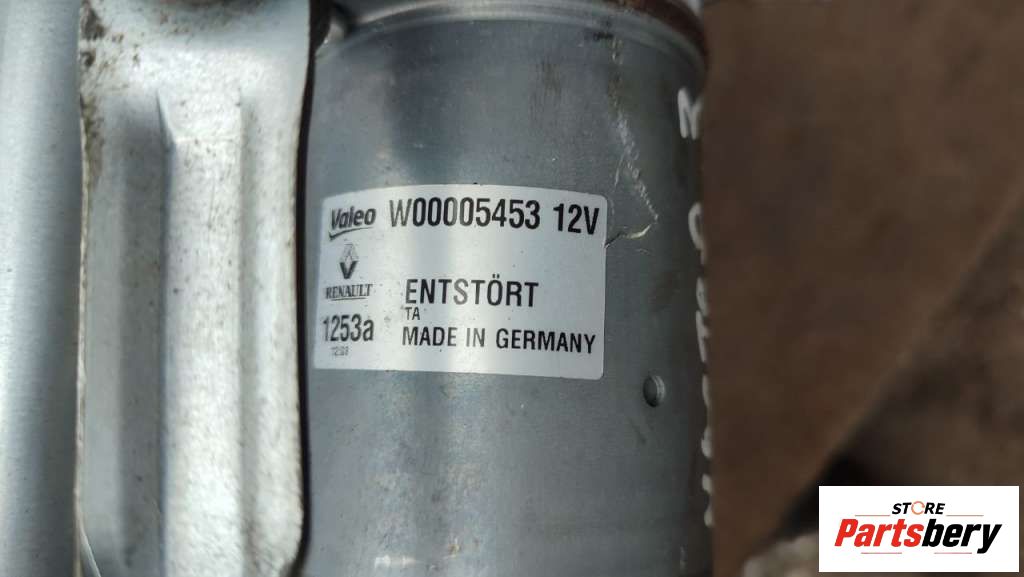 Valeo W00005453 12V
RENAULT
ENTSTÖRT
TA
1253a
MADE IN GERMANY
STORE
Partsbery